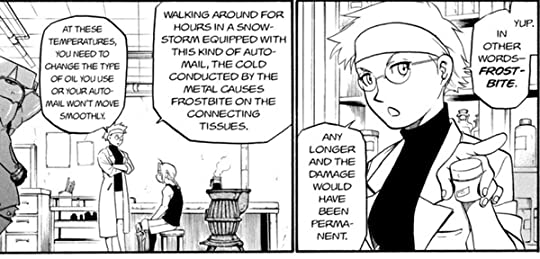 AT THESE
TEMPERATURES,
YOU NEED TO
CHANGE THE TYPE
OF OIL YOU USE
OR YOUR AUTO-
MAIL WON'T MOVE
SMOOTHLY.
WALKING AROUND FOR
HOURS IN A SNOW-
STORM EQUIPPED WITH
THIS KIND OF AUTO-
MAIL, THE COLD
CONDUCTED BY THE
METAL CAUSES
FROSTBITE ON THE
CONNECTING
TISSUES.
YUP.
IN
OTHER
WORDS—
FROST-
BITE.
ANY
LONGER
AND THE
DAMAGE
WOULD
HAVE
BEEN
PERMA-
NENT.